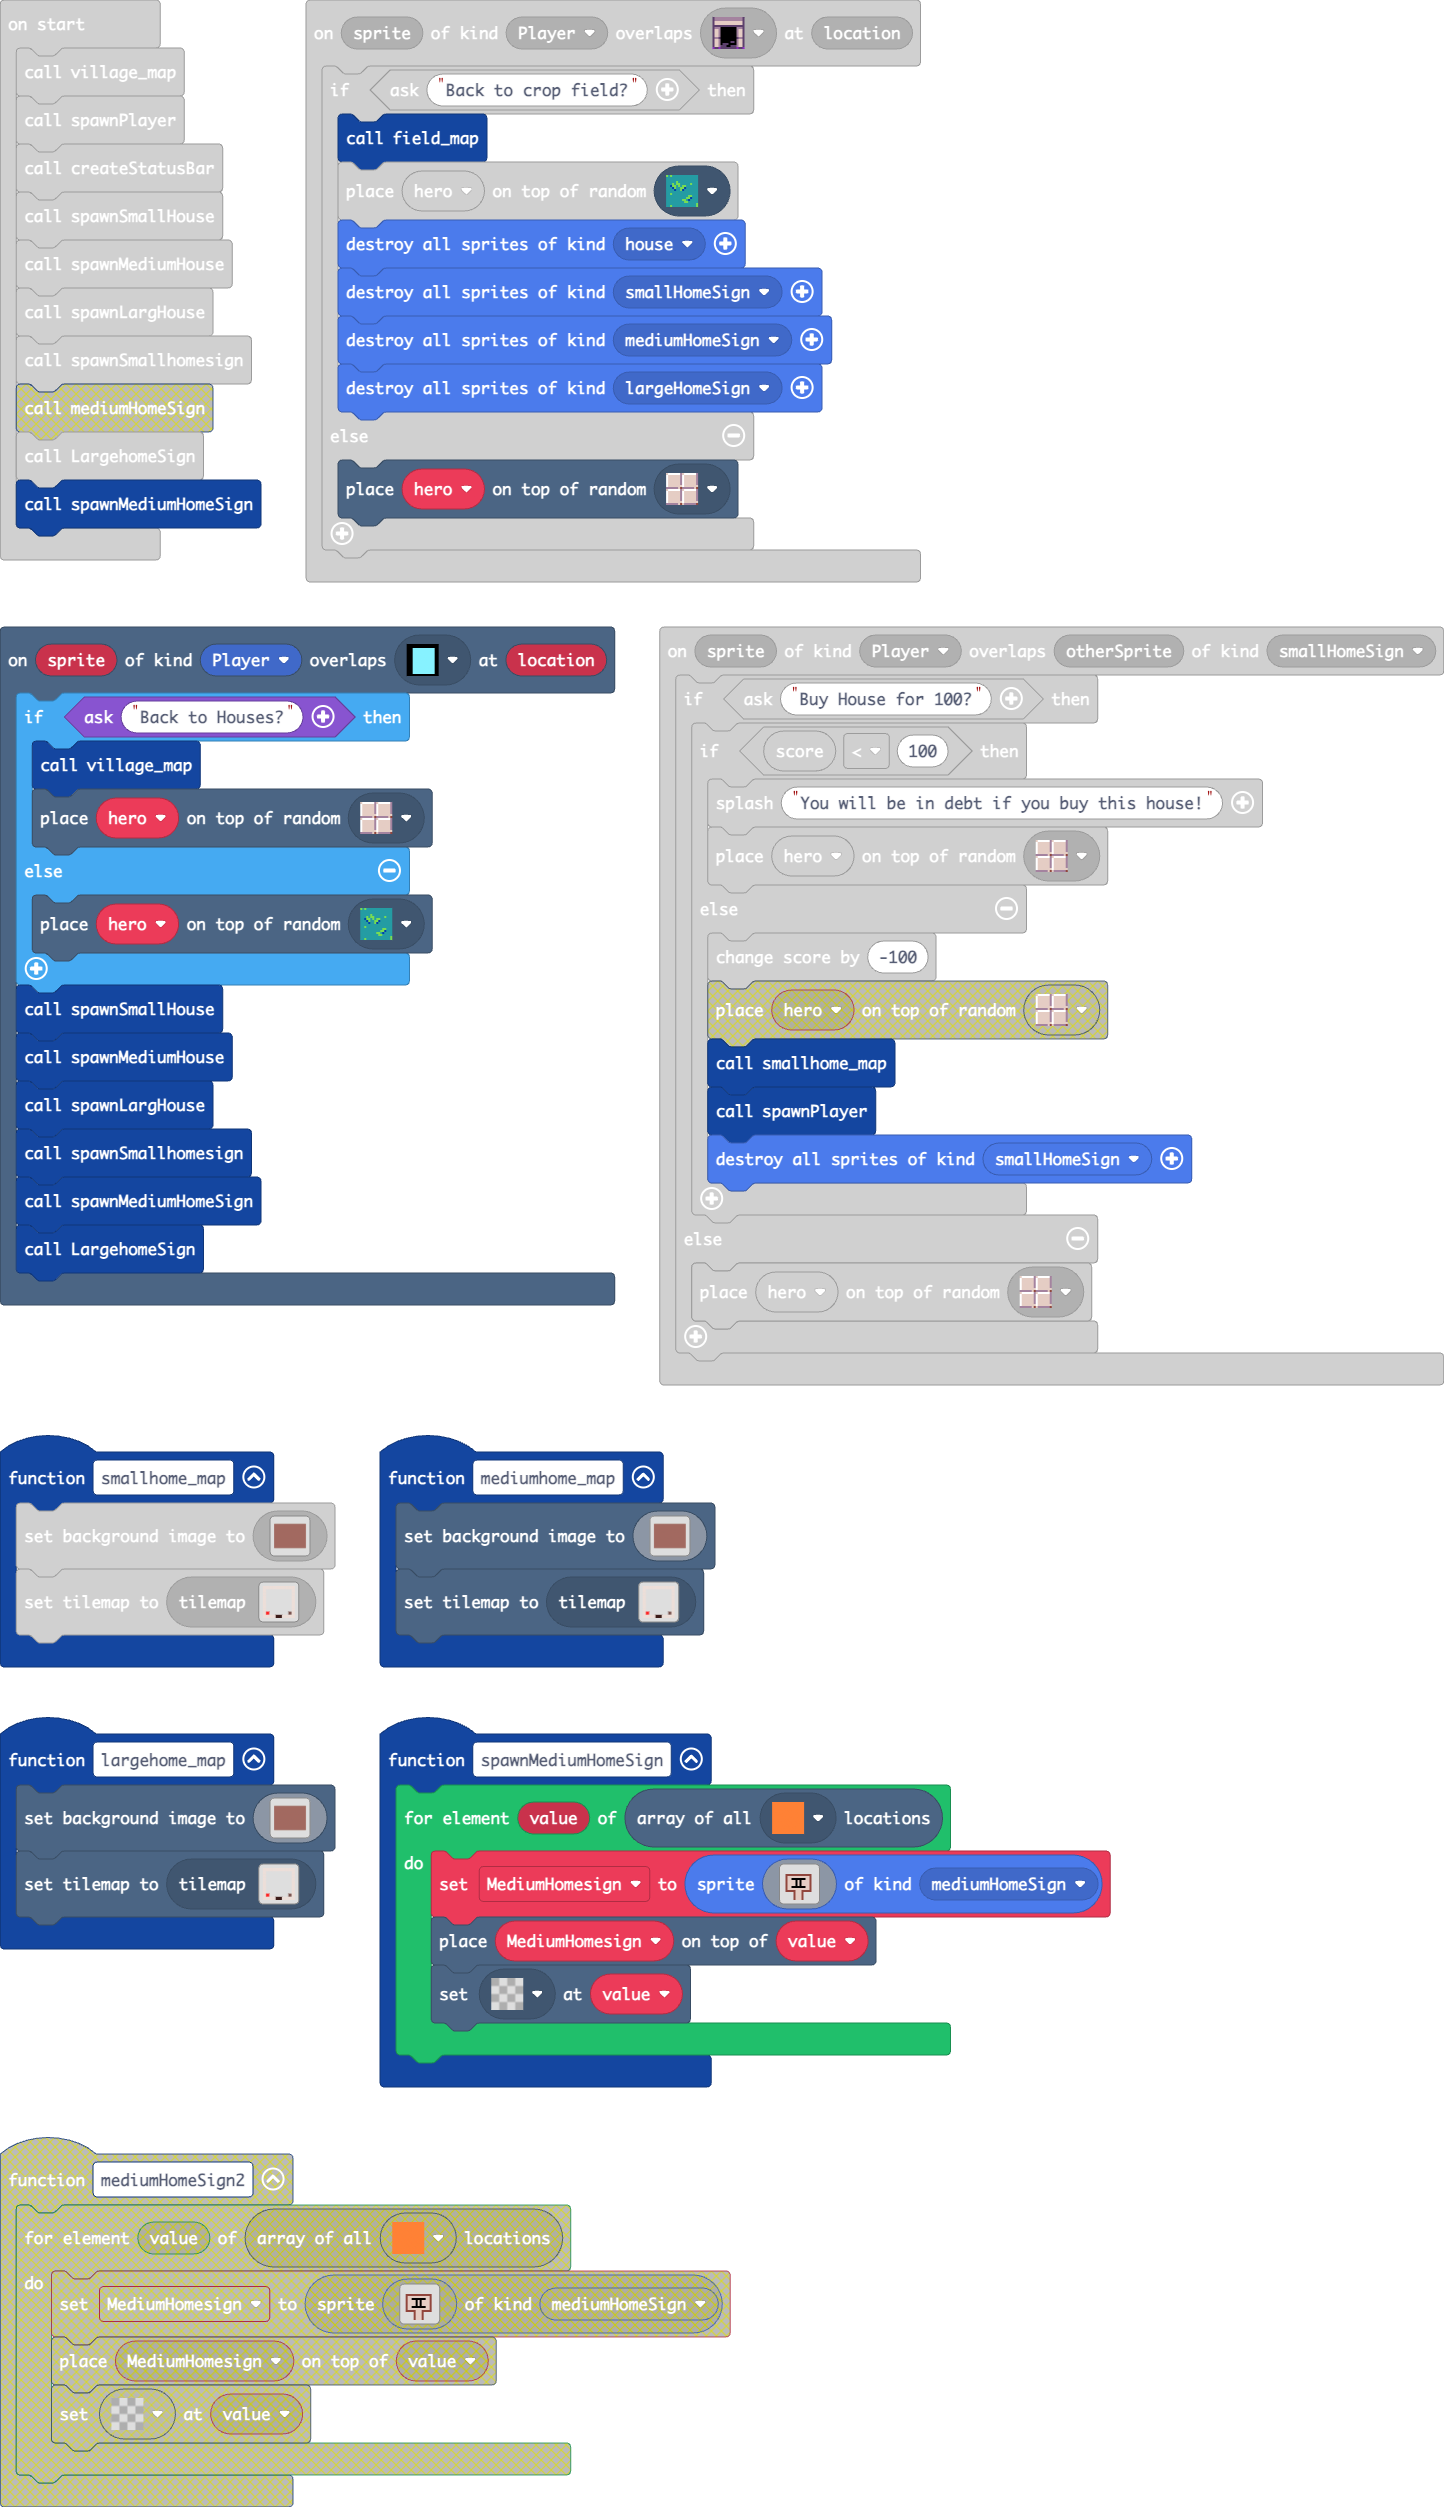 on start
call village_map
call spawnPlayer
call createStatusBar
call spawnSmallHouse
call spawnMediumHouse
call spawnLargHouse
call spawnSmallhomesign
call mediumHomeSign
call LargehomeSign
call spawnMediumHomeSign
on sprite of kind Player overlaps at location
if ask "Back to crop field?" then
call field_map
place hero on top of random
destroy all sprites of kind house
destroy all sprites of kind smallHomeSign
destroy all sprites of kind mediumHomeSign
destroy all sprites of kind largeHomeSign
else
place hero on top of random
on sprite of kind Player overlaps at location
if ask "Back to Houses?" then
call village_map
place hero on top of random
else
place hero on top of random
call spawnSmallHouse
call spawnMediumHouse
call spawnLargHouse
call spawnSmallhomesign
call spawnMediumHomeSign
call LargehomeSign
on sprite of kind Player overlaps otherSprite of kind smallHomeSign
if ask "Buy House for 100?" then
if score < 100 then
splash "You will be in debt if you buy this house!"
place hero on top of random
else
change score by -100
place hero on top of random
call smallhome_map
call spawnPlayer
destroy all sprites of kind smallHomeSign
else
place hero on top of random
function smallhome_map
set background image to
set tilemap to tilemap
function mediumhome_map
set background image to
set tilemap to tilemap
function largehome_map
set background image to
set tilemap to tilemap
function spawnMediumHomeSign
for element value of array of all locations
do
set MediumHomesign to sprite of kind mediumHomeSign
place MediumHomesign on top of value
set at value
function mediumHomeSign2
for element value of array of all locations
do
set MediumHomesign to sprite of kind mediumHomeSign
place MediumHomesign on top of value
set at value